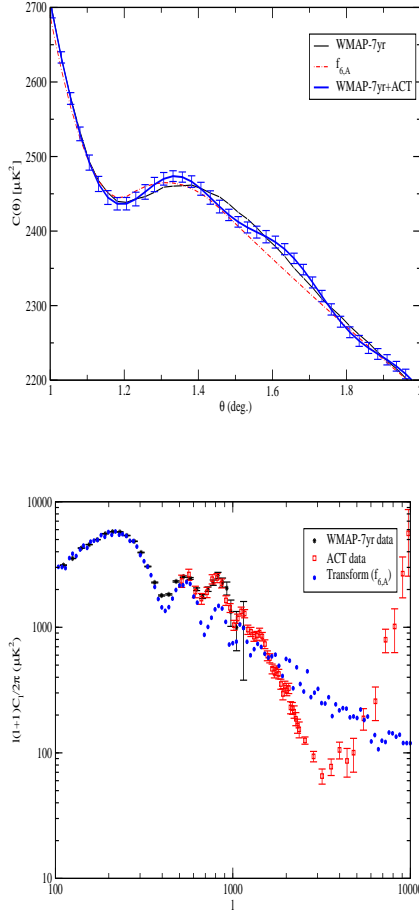 2700
2600
2500
2400
2300
2200
C(θ) [μK²]
WMAP-7yr
f6,A
WMAP-7yr+ACT
1 1.2 1.4 1.6 1.8 2
θ (deg.)
10000
1000
100
10
l(l+1)Cl/2π (μK²)
WMAP-7yr data
ACT data
Transform (f6,A)
100 1000 10000
l